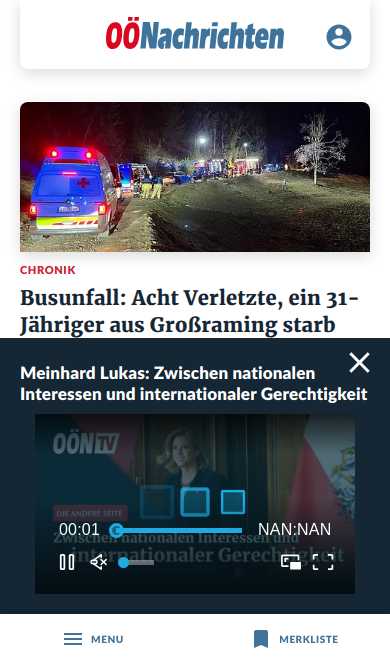 OÖNachrichten
CHRONIK
Busunfall: Acht Verletzte, ein 31-
Jähriger aus Großraming starb
Meinhard Lukas: Zwischen nationalen
Interessen und internationaler Gerechtigkeit
OÖN TV
DIE ANDERE SEITE
00:01
NAN:NAN
Zwischen nationalen Interessen und
internationaler Gerechtigkeit
MENU
MERKLISTE